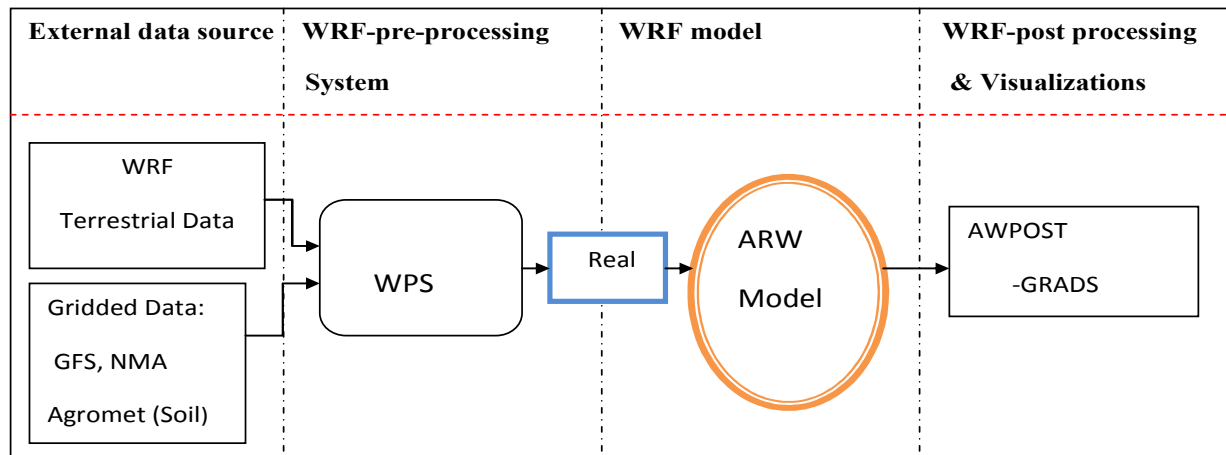 External data source
WRF-pre-processing
System
WRF model
WRF-post processing
& Visualizations
WRF
Terrestrial Data
Gridded Data:
GFS, NMA
Agromet (Soil)
WPS
Real
ARW
Model
AWPOST
-GRADS